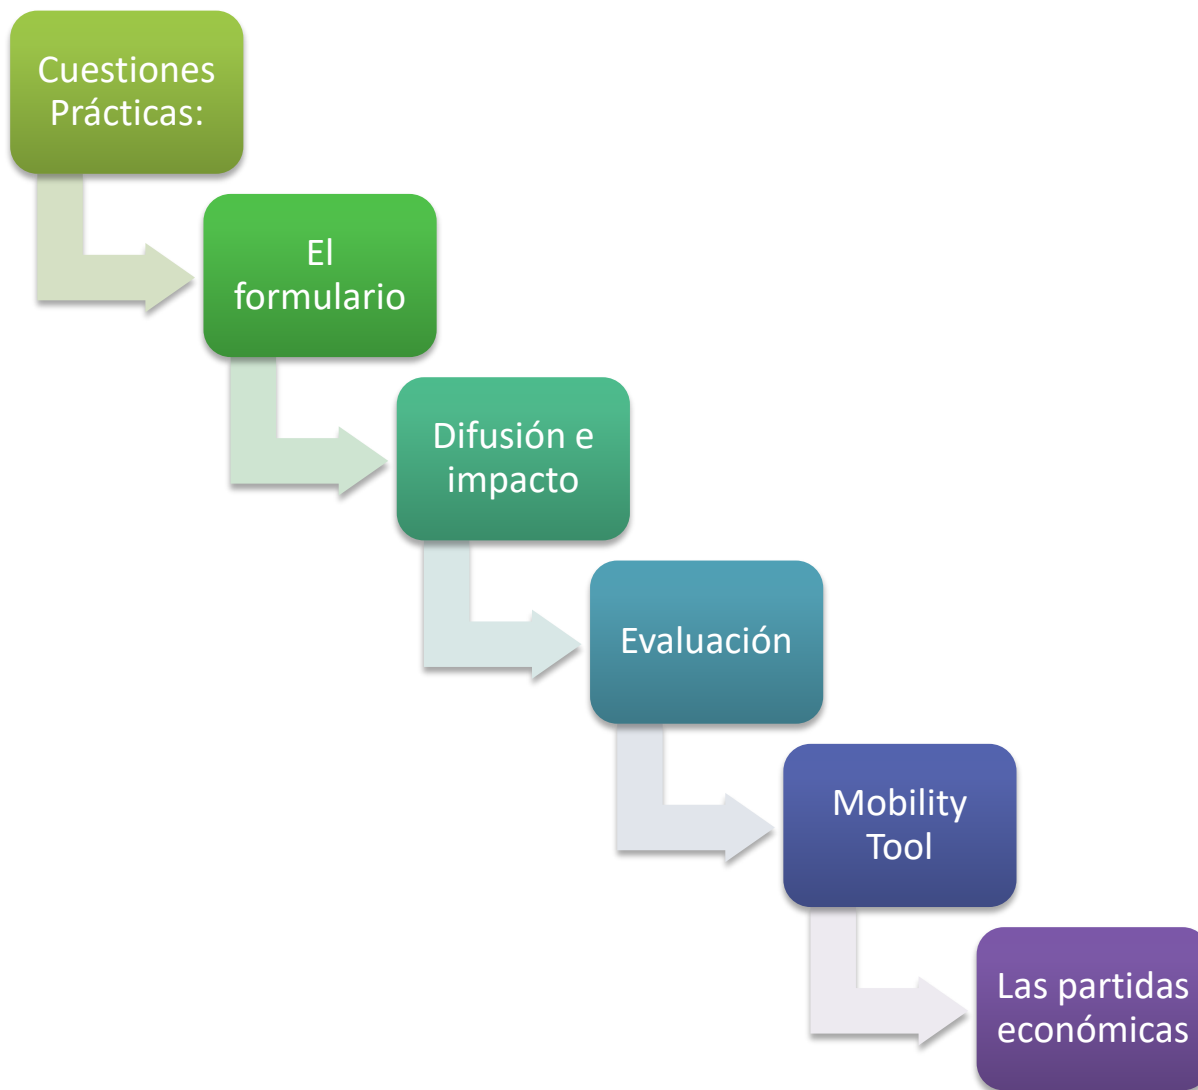 Cuestiones
Prácticas:
El
formulario
Difusión e
impacto
Evaluación
Mobility
Tool
Las partidas
económicas